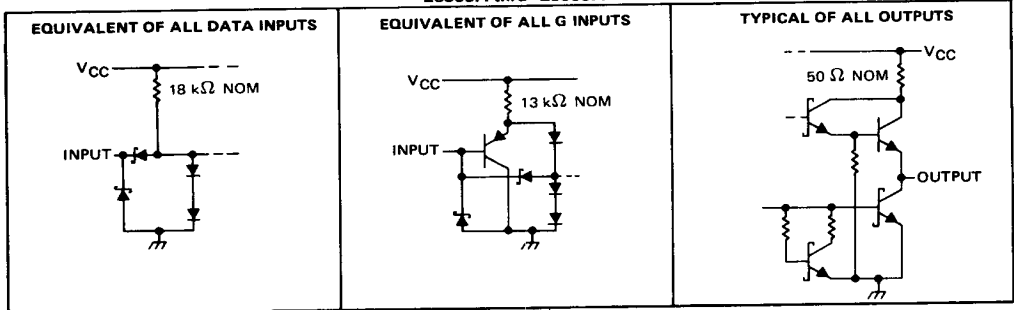 EQUIVALENT OF ALL DATA INPUTS
VCC
18 kΩ NOM
INPUT
EQUIVALENT OF ALL G INPUTS
VCC
13 kΩ NOM
INPUT
TYPICAL OF ALL OUTPUTS
VCC
50 Ω NOM
OUTPUT